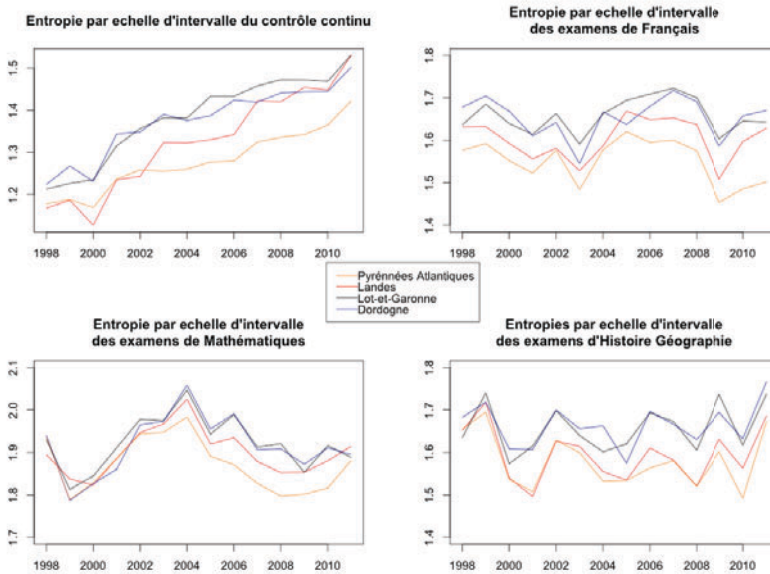 Entropie par echelle d'intervalle du contrôle continu
1.5
1.4
1.3
1.2
1998 2000 2002 2004 2006 2008 2010
Entropie par echelle d'intervalle
des examens de Français
1.8
1.7
1.6
1.5
1.4
1998 2000 2002 2004 2006 2008 2010
Pyrénnées Atlantiques
Landes
Lot-et-Garonne
Dordogne
Entropie par echelle d'intervalle
des examens de Mathématiques
2.1
2.0
1.9
1.8
1.7
1998 2000 2002 2004 2006 2008 2010
Entropies par echelle d'intervalle
des examens d'Histoire Géographie
1.8
1.7
1.6
1.5
1.4
1998 2000 2002 2004 2006 2008 2010